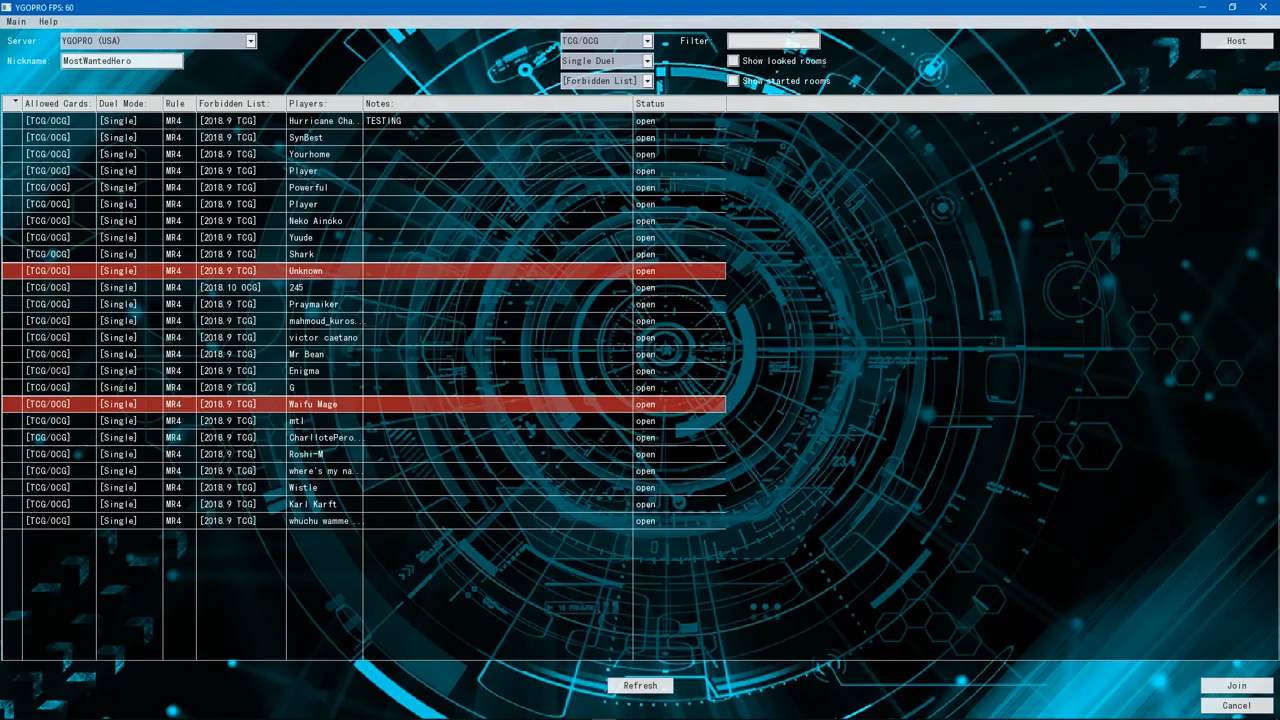 YGOPRO FPS: 60
Main Help
Server: YGOPRO (USA) TCG/OCG Filter: Host
Nickname: MostWantedHero Single Duel Show locked rooms
[Forbidden List] Show started rooms
Allowed Cards: Duel Mode: Rule Forbidden List: Players: Notes: Status
[TCG/OCG] [Single] MR4 [2018.9 TCG] Hurricane Cha... TESTING open
[TCG/OCG] [Single] MR4 [2018.9 TCG] SynBest open
[TCG/OCG] [Single] MR4 [2018.9 TCG] Yourhome open
[TCG/OCG] [Single] MR4 [2018.9 TCG] Player open
[TCG/OCG] [Single] MR4 [2018.9 TCG] Powerful open
[TCG/OCG] [Single] MR4 [2018.9 TCG] Player open
[TCG/OCG] [Single] MR4 [2018.9 TCG] Neko Ainoko open
[TCG/OCG] [Single] MR4 [2018.9 TCG] Yuude open
[TCG/OCG] [Single] MR4 [2018.9 TCG] Shark open
[TCG/OCG] [Single] MR4 [2018.9 TCG] Unknown open
[TCG/OCG] [Single] MR4 [2018.10 OCG] 245 open
[TCG/OCG] [Single] MR4 [2018.9 TCG] Praymaiker open
[TCG/OCG] [Single] MR4 [2018.9 TCG] mahmoud_kuros... open
[TCG/OCG] [Single] MR4 [2018.9 TCG] victor caetano open
[TCG/OCG] [Single] MR4 [2018.9 TCG] Mr Bean open
[TCG/OCG] [Single] MR4 [2018.9 TCG] Enigma open
[TCG/OCG] [Single] MR4 [2018.9 TCG] G open
[TCG/OCG] [Single] MR4 [2018.9 TCG] Waifu Mage open
[TCG/OCG] [Single] MR4 [2018.9 TCG] mtl open
[TCG/OCG] [Single] MR4 [2018.9 TCG] CharllotePero... open
[TCG/OCG] [Single] MR4 [2018.9 TCG] Roshi-M open
[TCG/OCG] [Single] MR4 [2018.9 TCG] where's my na... open
[TCG/OCG] [Single] MR4 [2018.9 TCG] Wistle open
[TCG/OCG] [Single] MR4 [2018.9 TCG] Karl Karft open
[TCG/OCG] [Single] MR4 [2018.9 TCG] whuchu wamme ... open
Refresh Join
Cancel